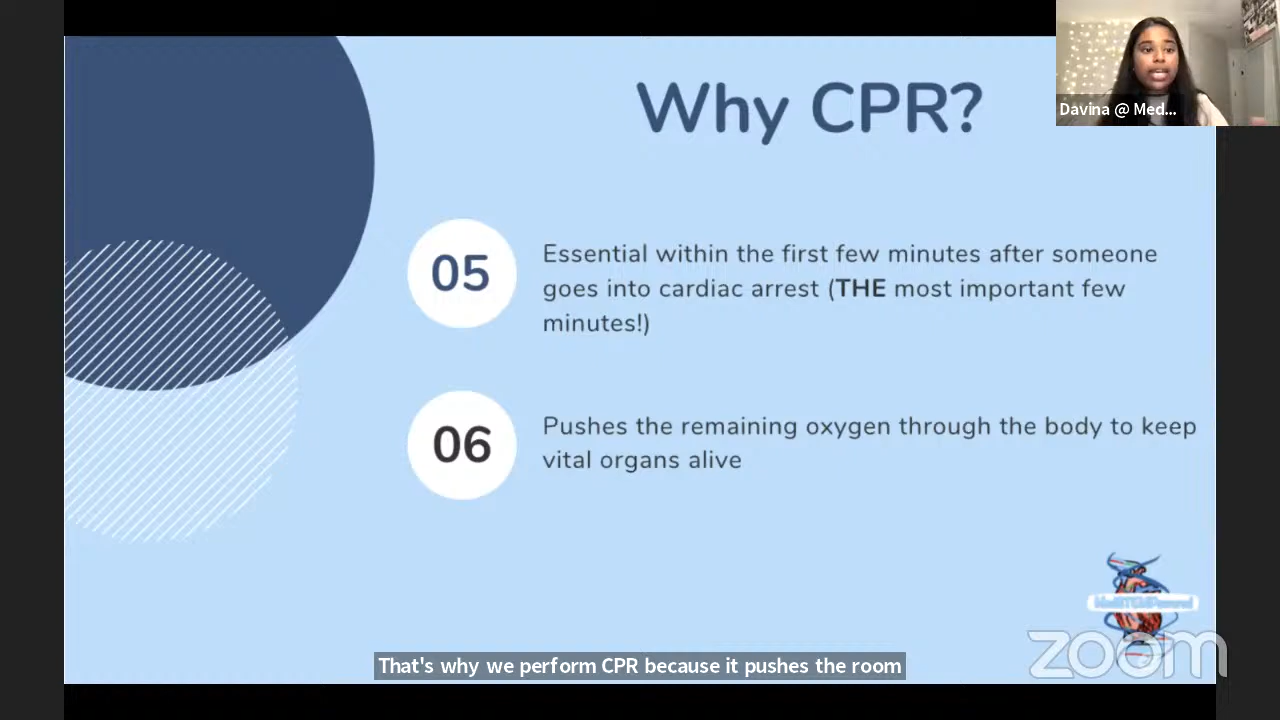 Why CPR?
Davina @ Med...
05
Essential within the first few minutes after someone
goes into cardiac arrest (THE most important few
minutes!)
06
Pushes the remaining oxygen through the body to keep
vital organs alive
That's why we perform CPR because it pushes the room
zoom